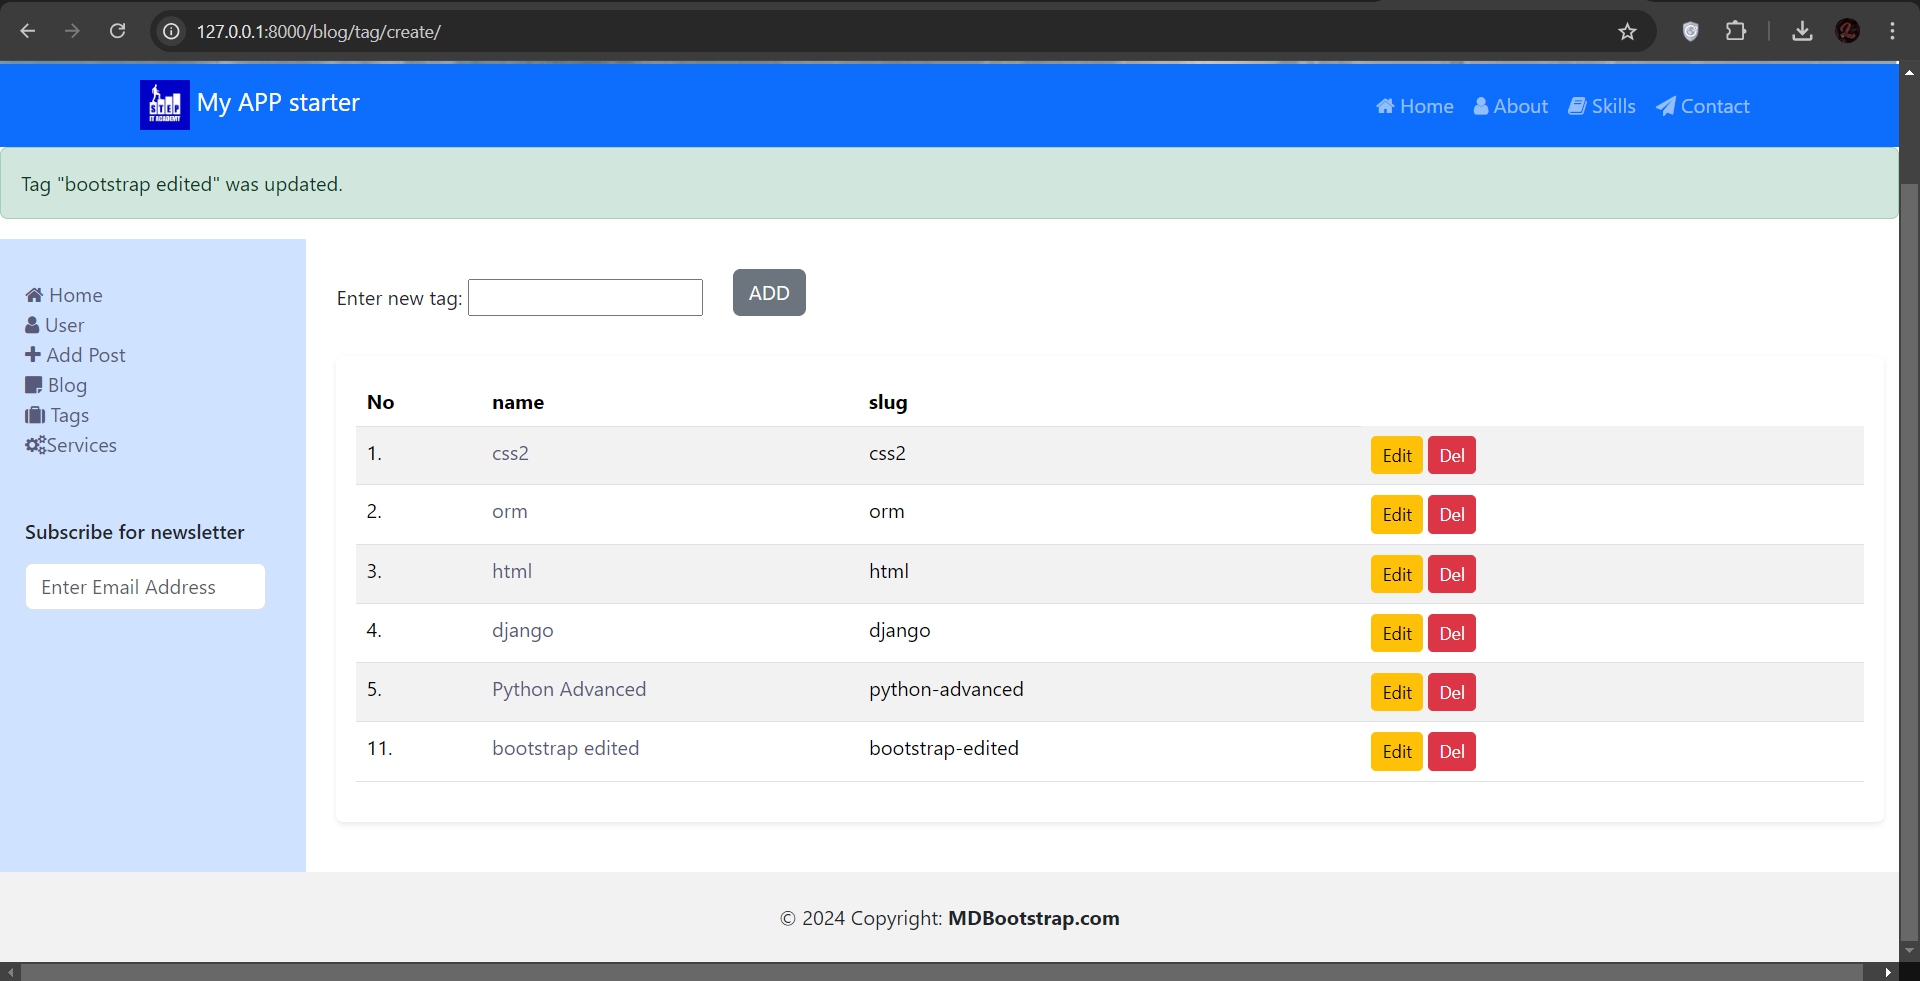 127.0.0.1:8000/blog/tag/create/
STEP
IT ACADEMY
My APP starter
Home About Skills Contact
Tag "bootstrap edited" was updated.
Home
User
Add Post
Blog
Tags
Services
Subscribe for newsletter
Enter Email Address
Enter new tag: ADD
No name slug
1. css2 css2 Edit Del
2. orm orm Edit Del
3. html html Edit Del
4. django django Edit Del
5. Python Advanced python-advanced Edit Del
11. bootstrap edited bootstrap-edited Edit Del
© 2024 Copyright: MDBootstrap.com